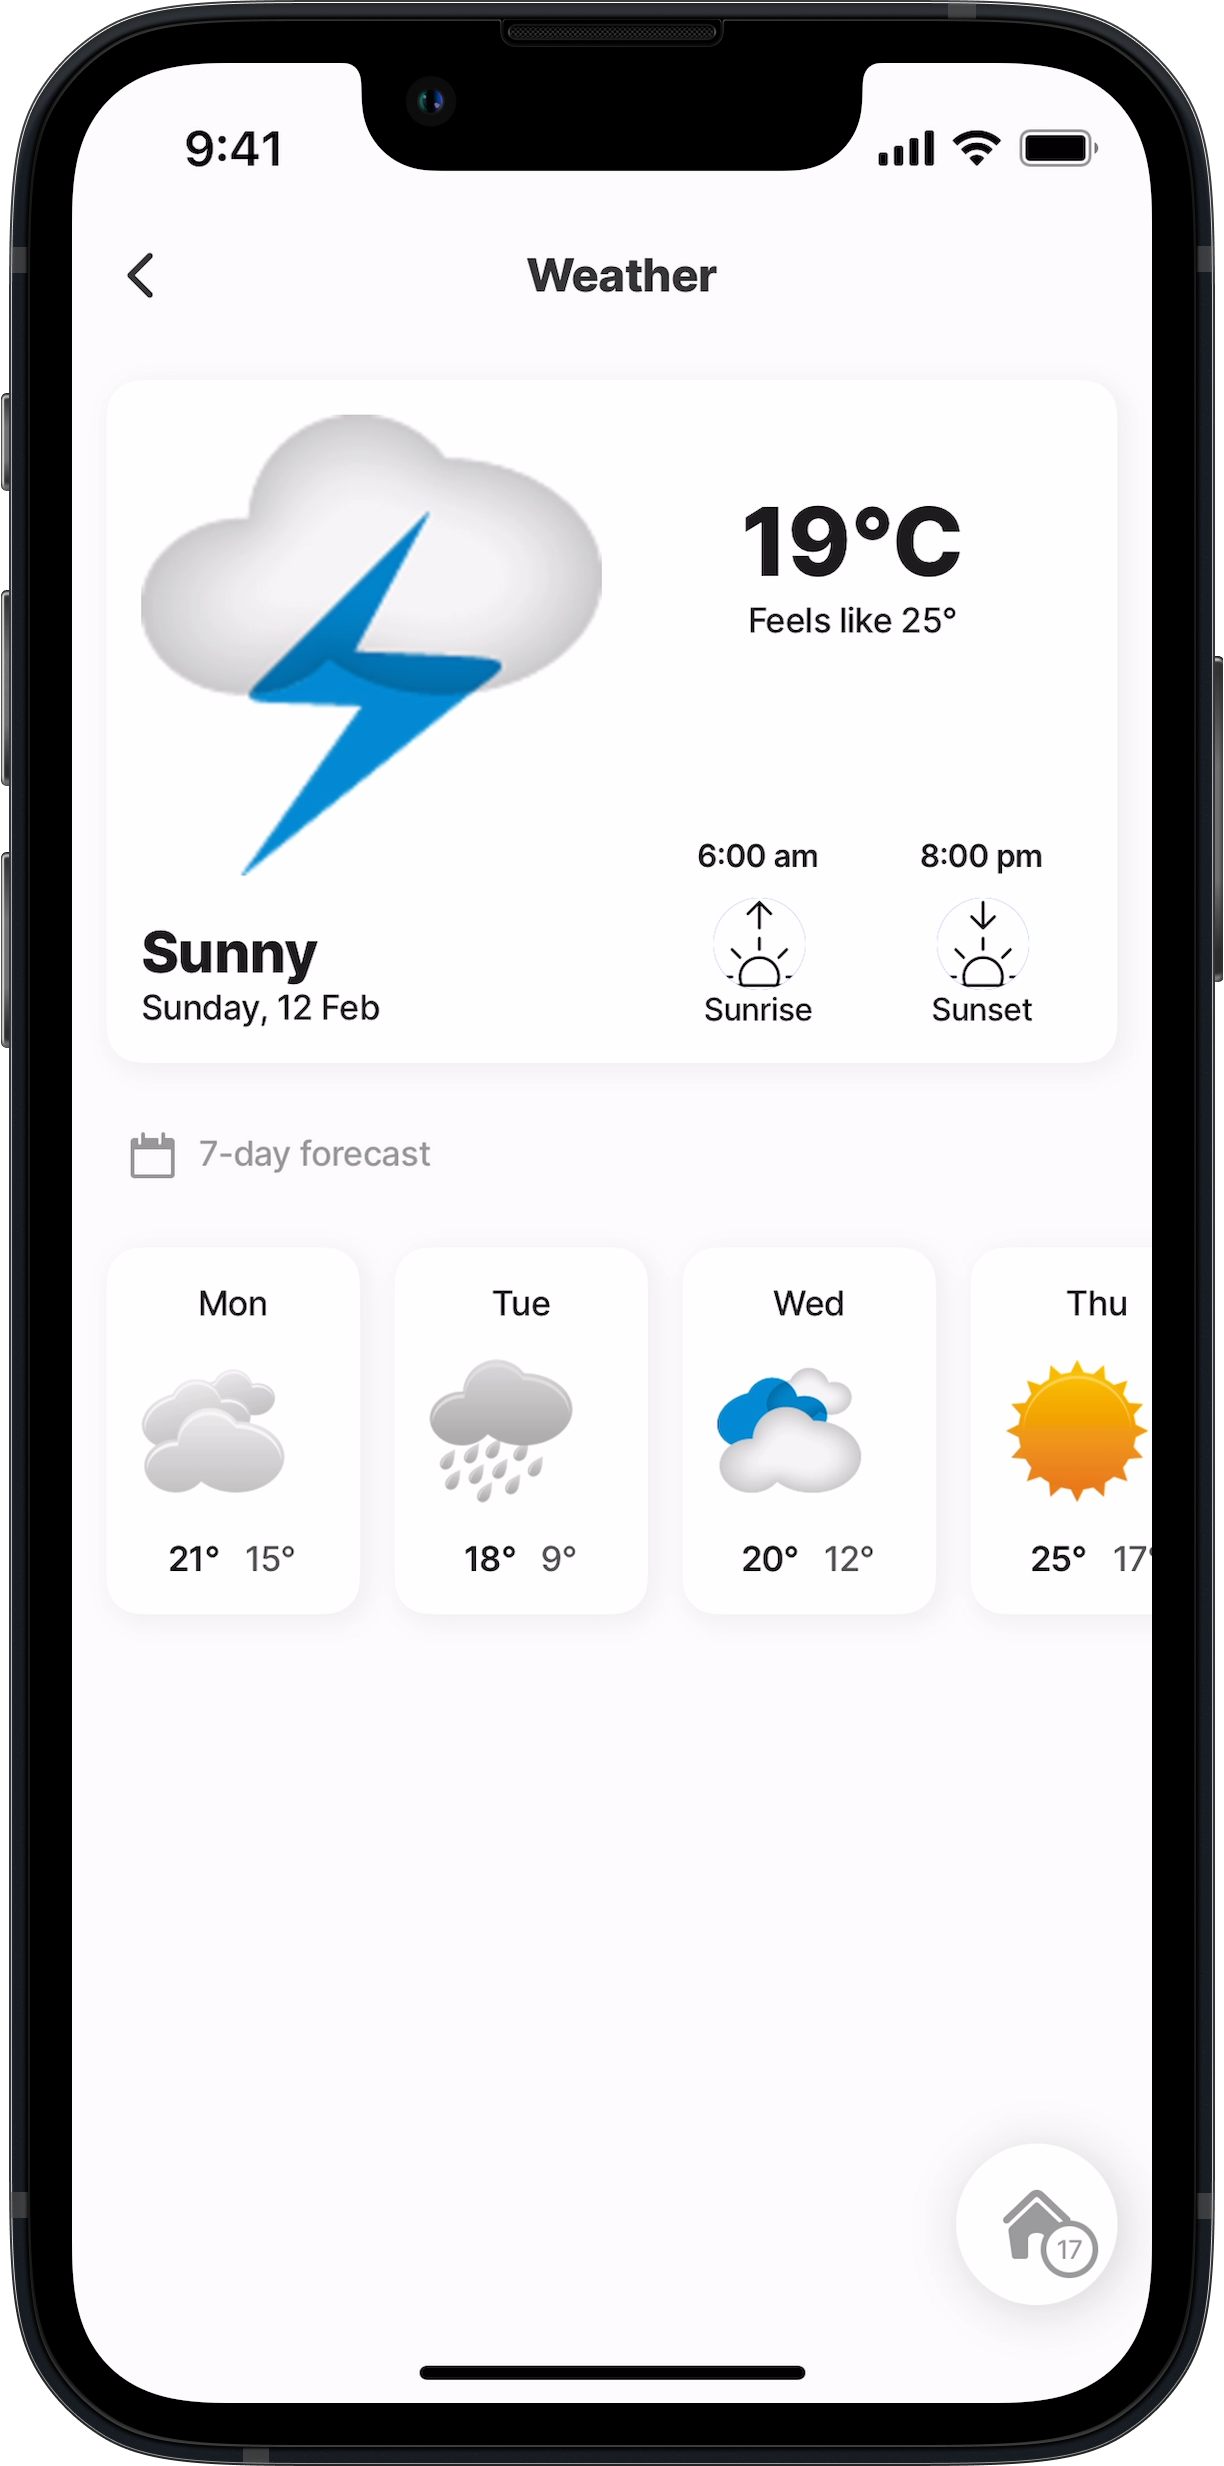 9:41
Weather
19°C
Feels like 25°
6:00 am 8:00 pm
Sunny
Sunday, 12 Feb
Sunrise Sunset
7-day forecast
Mon Tue Wed Thu
21° 15° 18° 9° 20° 12° 25° 17°
17